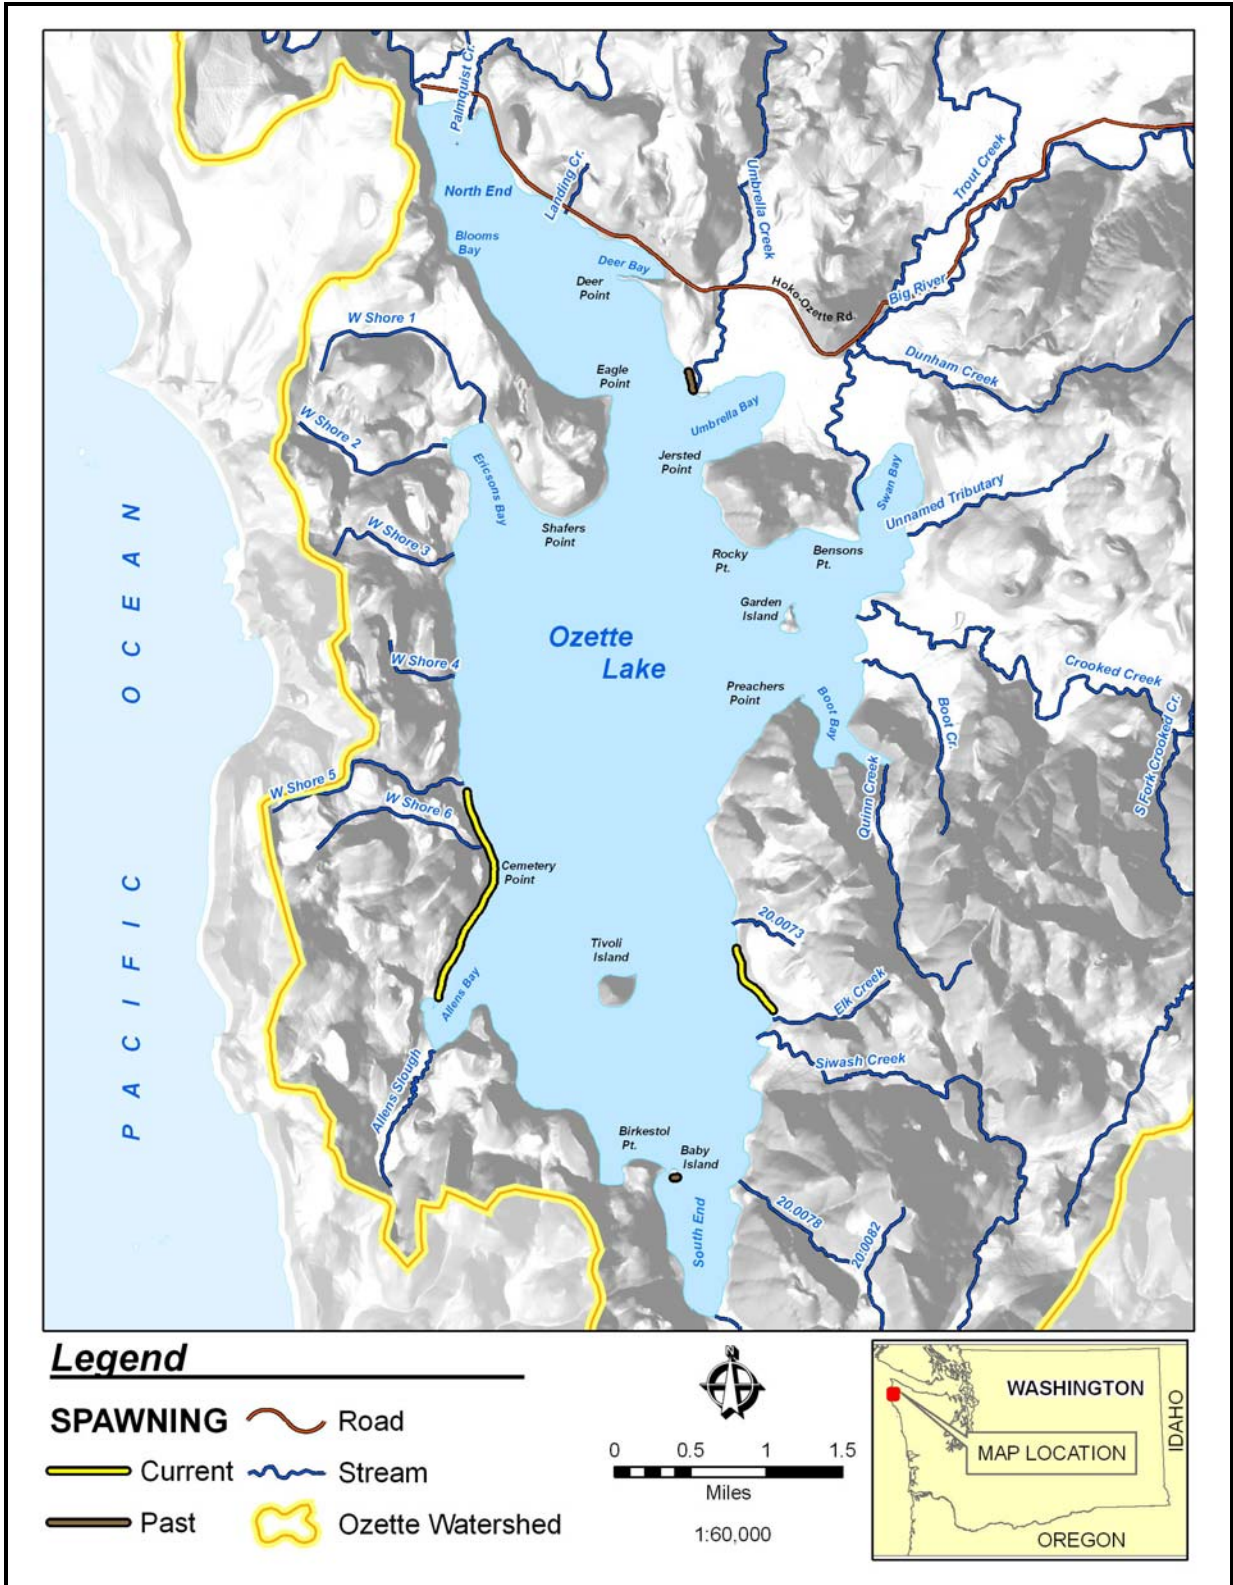 Palmquist Cr.
North End
Landing Cr.
Umbrella Creek
Trout Creek
Blooms
Bay
Deer Bay
Deer
Point
Hoko-Ozette Rd.
Big River
W Shore 1
Dunham Creek
Eagle
Point
Umbrella Bay
W Shore 2
Jersted
Point
Ericsons Bay
Swan Bay
Unnamed Tributary
Shafers
Point
W Shore 3
Rocky
Pt.
Bensons
Pt.
Garden
Island
Ozette
Lake
W Shore 4
Crooked Creek
Preachers
Point
Boot Bay
Boot Cr.
S Fork Crooked Cr.
W Shore 5
W Shore 6
Quinn Creek
Cemetery
Point
20.0073
Tivoli
Island
Elk Creek
Allens Bay
Siwash Creek
Allens Slough
Birkestol
Pt.
Baby
Island
South End
20.0078
20.0082
PACIFIC OCEAN
Legend
SPAWNING
Road
Current
Stream
Past
Ozette Watershed
N
0 0.5 1 1.5
Miles
1:60,000
WASHINGTON
IDAHO
MAP LOCATION
OREGON